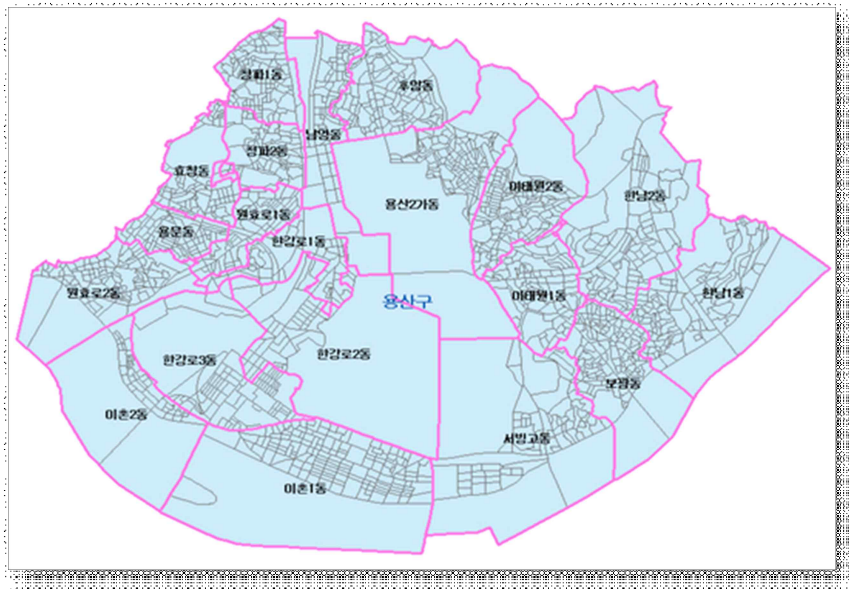 청파1동
후암동
남영동
청파2동
효창동
이태원2동
한남2동
용산2가동
원효로1동
용문동
한강로1동
원효로2동
용산구
이태원1동
한남1동
한강로2동
한강로3동
보광동
이촌2동
서빙고동
이촌1동